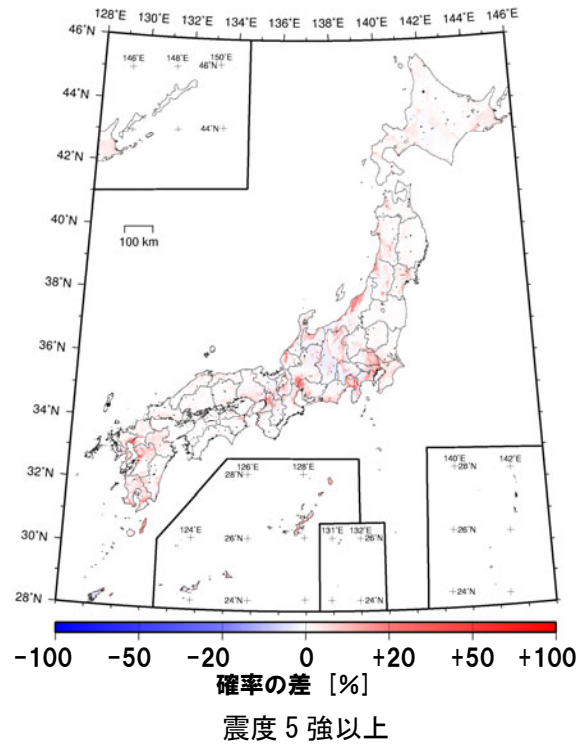 128°E 130°E 132°E 134°E 136°E 138°E 140°E 142°E 144°E 146°E
46°N
146°E 148°E 150°E
46°N
44°N
44°N
42°N
40°N
100 km
38°N
36°N
34°N
126°E 128°E
28°N
140°E 142°E
28°N
32°N
124°E
131°E 132°E
30°N
26°N
26°N
26°N
28°N
24°N
24°N
24°N
-100 -50 -20 0 +20 +50 +100
確率の差 [%]
震度5強以上